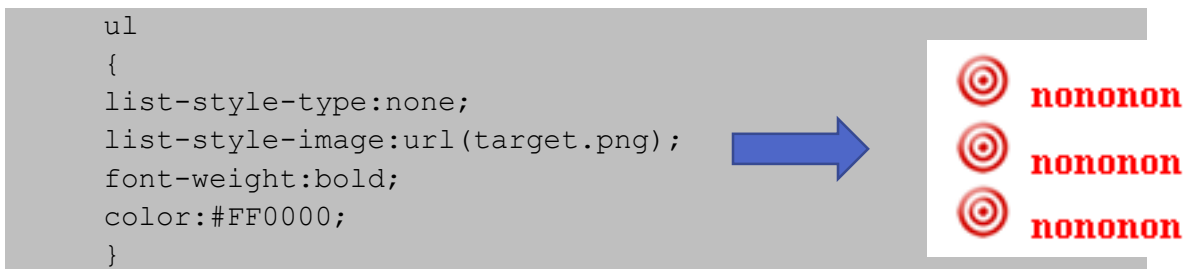 ul
{
list-style-type:none;
list-style-image:url(target.png);
font-weight:bold;
color:#FF0000;
}
nononon
nononon
nononon